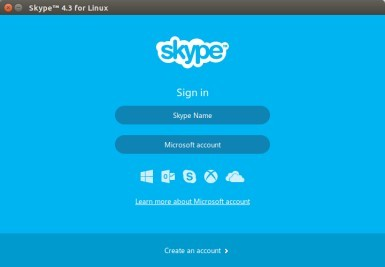 Skype™ 4.3 for Linux
skype™
Sign in
Skype Name
Microsoft account
Learn more about Microsoft account
Create an account >